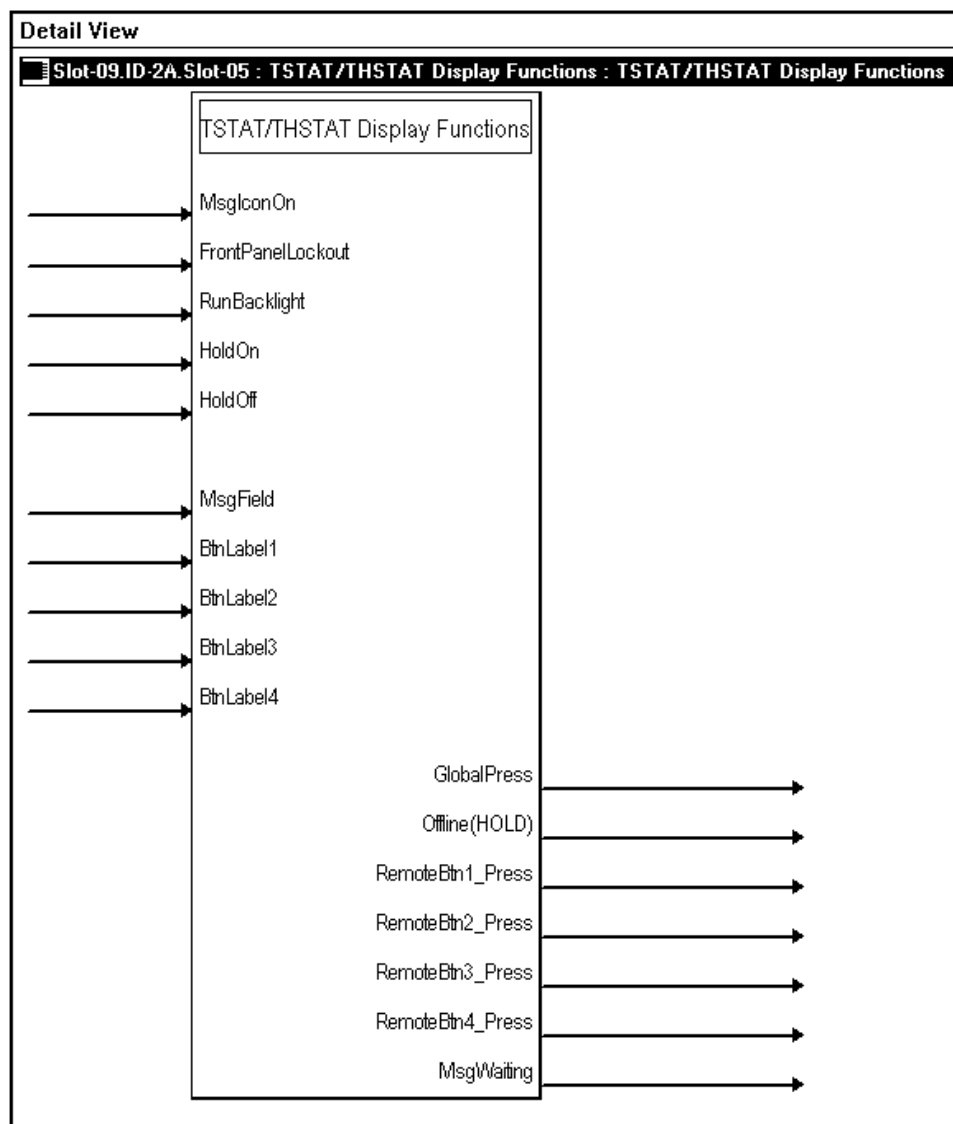 Detail View
Slot-09.ID-2A.Slot-05 : TSTAT/THSTAT Display Functions : TSTAT/THSTAT Display Functions
TSTAT/THSTAT Display Functions
MsgIconOn
FrontPanelLockout
RunBacklight
HoldOn
HoldOff
MsgField
BtnLabel1
BtnLabel2
BtnLabel3
BtnLabel4
GlobalPress
Offline(HOLD)
RemoteBtn1_Press
RemoteBtn2_Press
RemoteBtn3_Press
RemoteBtn4_Press
MsgWaiting